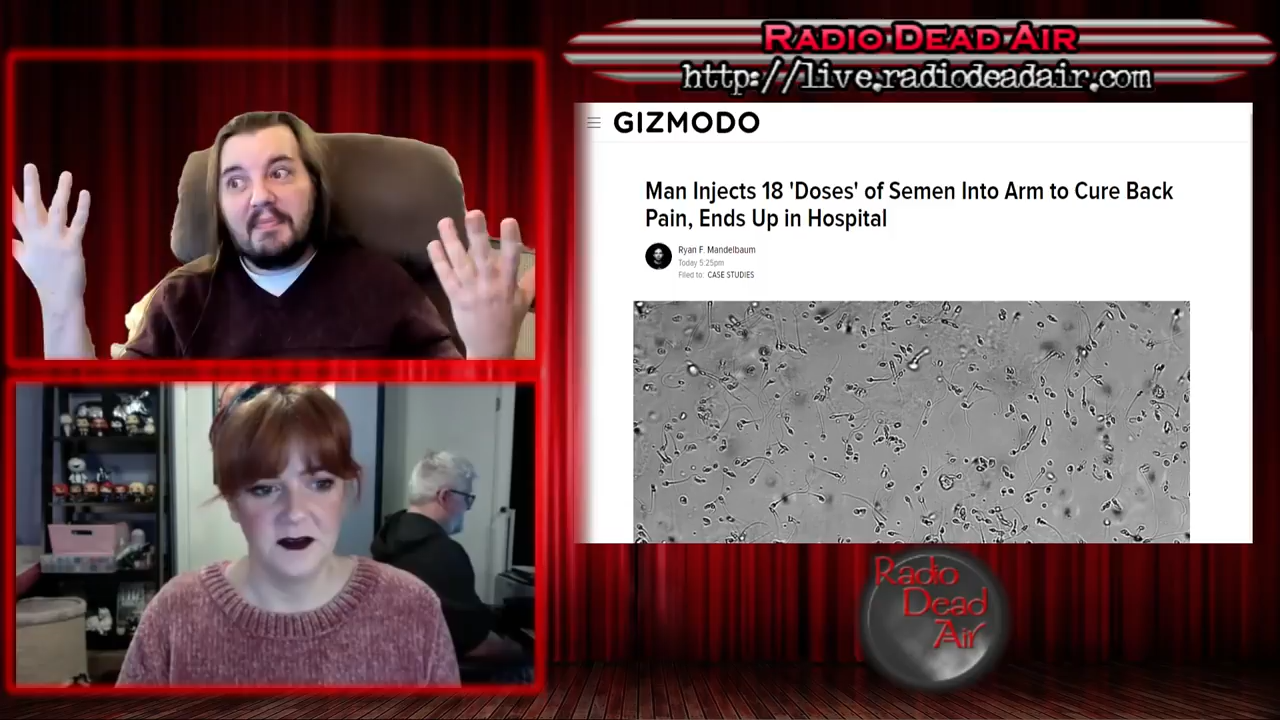 Radio Dead Air
http://live.radiodeadair.com
GIZMODO
Man Injects 18 'Doses' of Semen Into Arm to Cure Back
Pain, Ends Up in Hospital
Ryan F. Mandelbaum
Today 5:25pm
Filed to: CASE STUDIES
Radio
Dead
Air